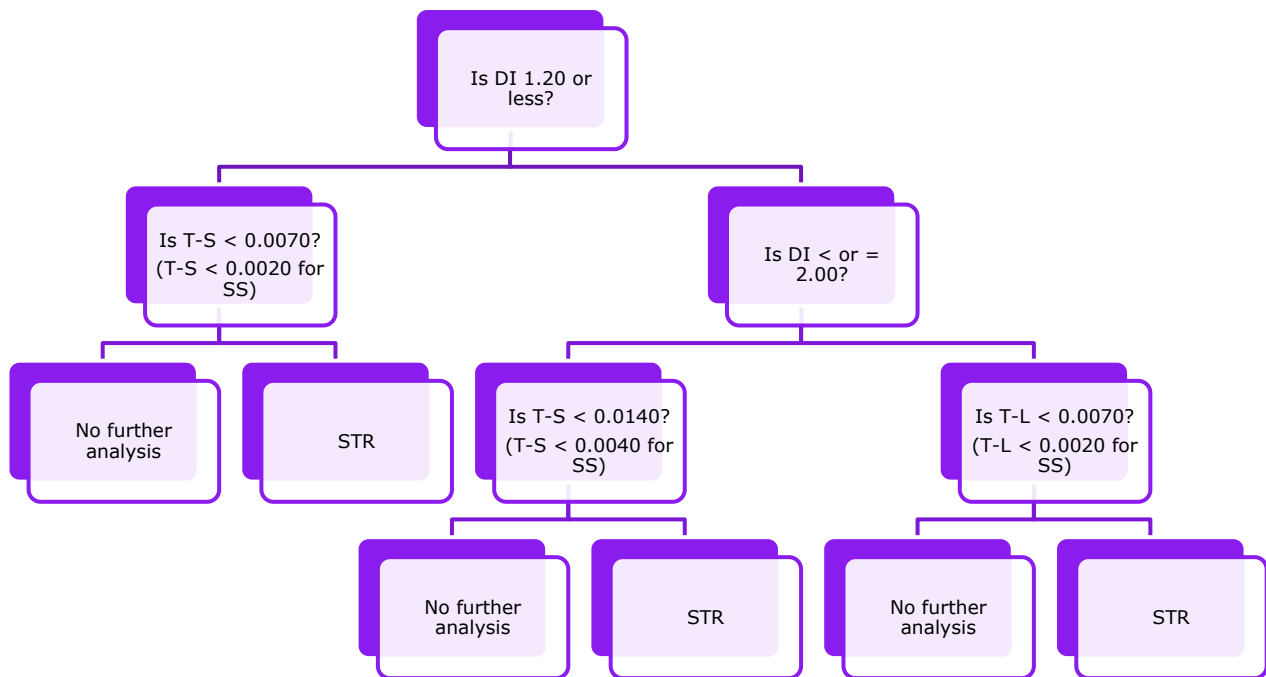 Is DI 1.20 or
less?
Is T-S < 0.0070?
(T-S < 0.0020 for
SS)
Is DI < or =
2.00?
No further
analysis
STR
Is T-S < 0.0140?
(T-S < 0.0040 for
SS)
Is T-L < 0.0070?
(T-L < 0.0020 for
SS)
No further
analysis
STR
No further
analysis
STR